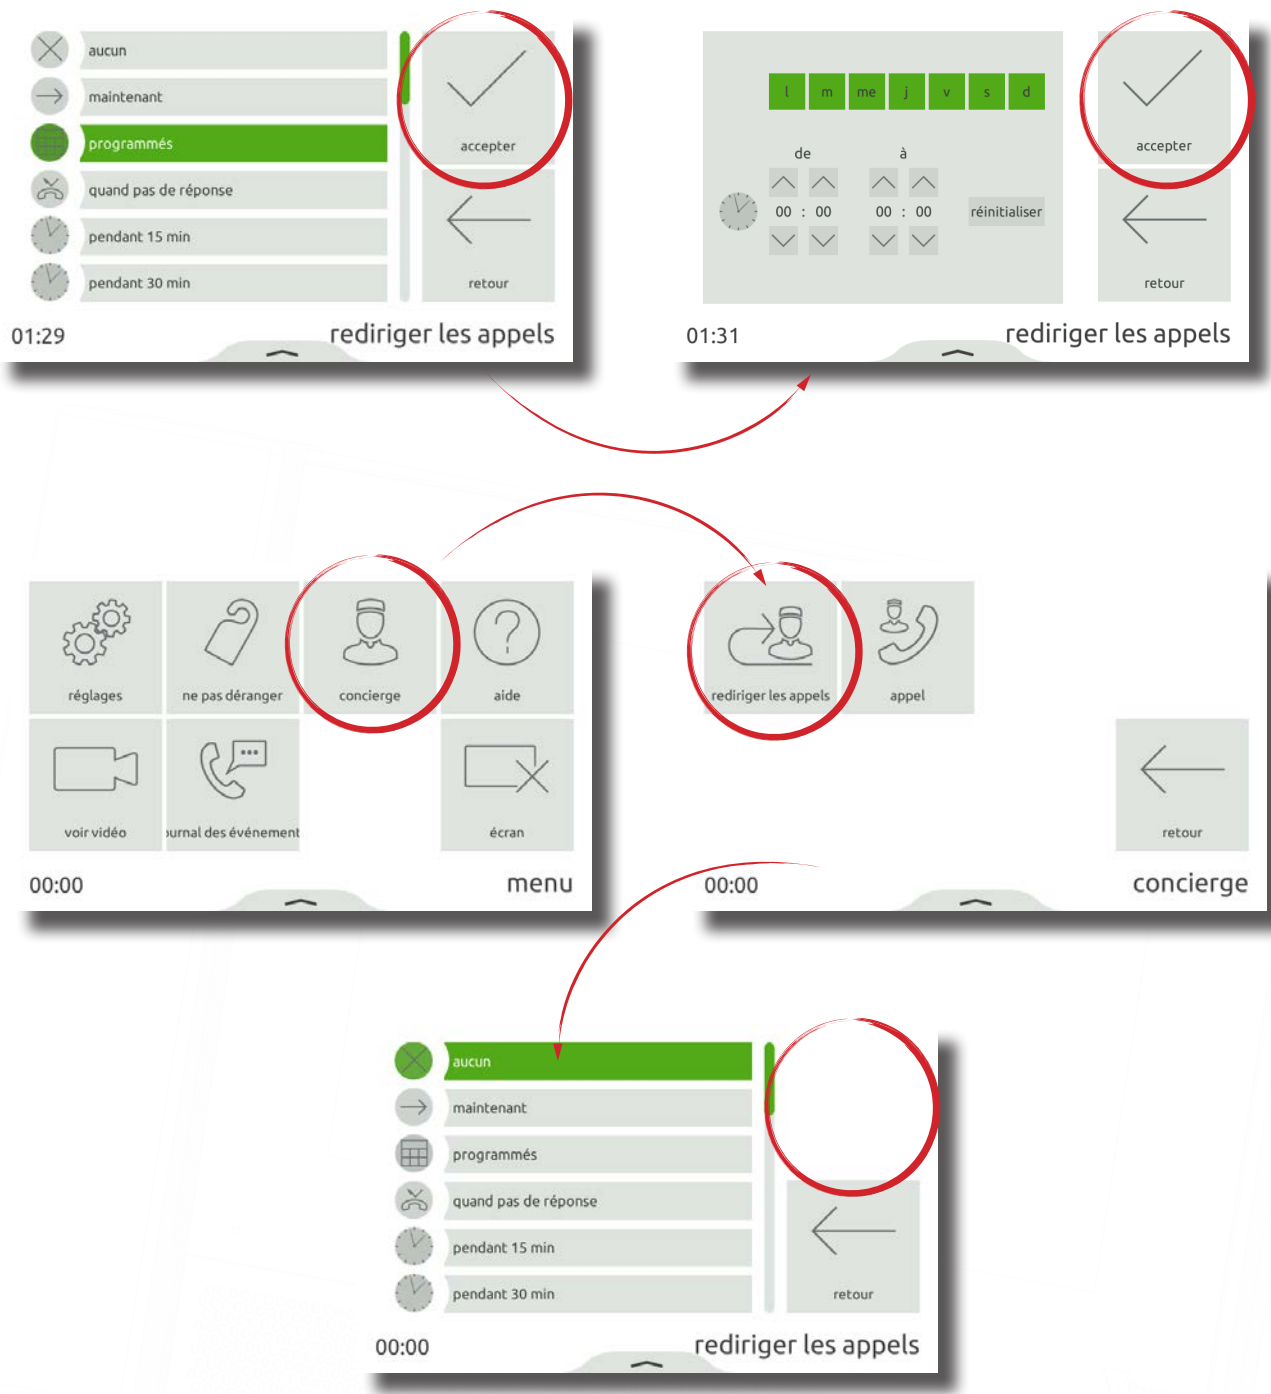 aucun
maintenant
programmés
quand pas de réponse
pendant 15 min
pendant 30 min
accepter
retour
01:29
rediriger les appels
l m me j v s d
de à
00 : 00 00 : 00
réinitialiser
accepter
retour
01:31
rediriger les appels
réglages
ne pas déranger
concierge
aide
voir vidéo
urnal des événement
écran
00:00
menu
rediriger les appels
appel
retour
00:00
concierge
aucun
maintenant
programmés
quand pas de réponse
pendant 15 min
pendant 30 min
retour
00:00
rediriger les appels